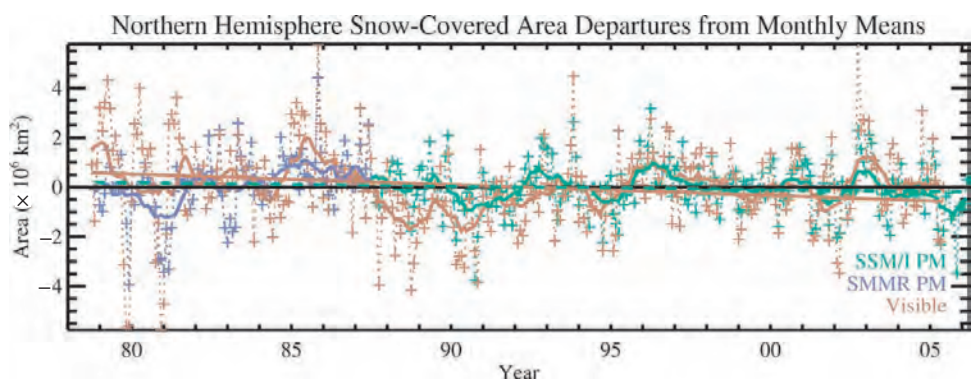 Northern Hemisphere Snow-Covered Area Departures from Monthly Means
Area(× 10⁶ km²)
4
2
0
−2
−4
SSM/I PM
SMMR PM
Visible
80 85 90 95 00 05
Year